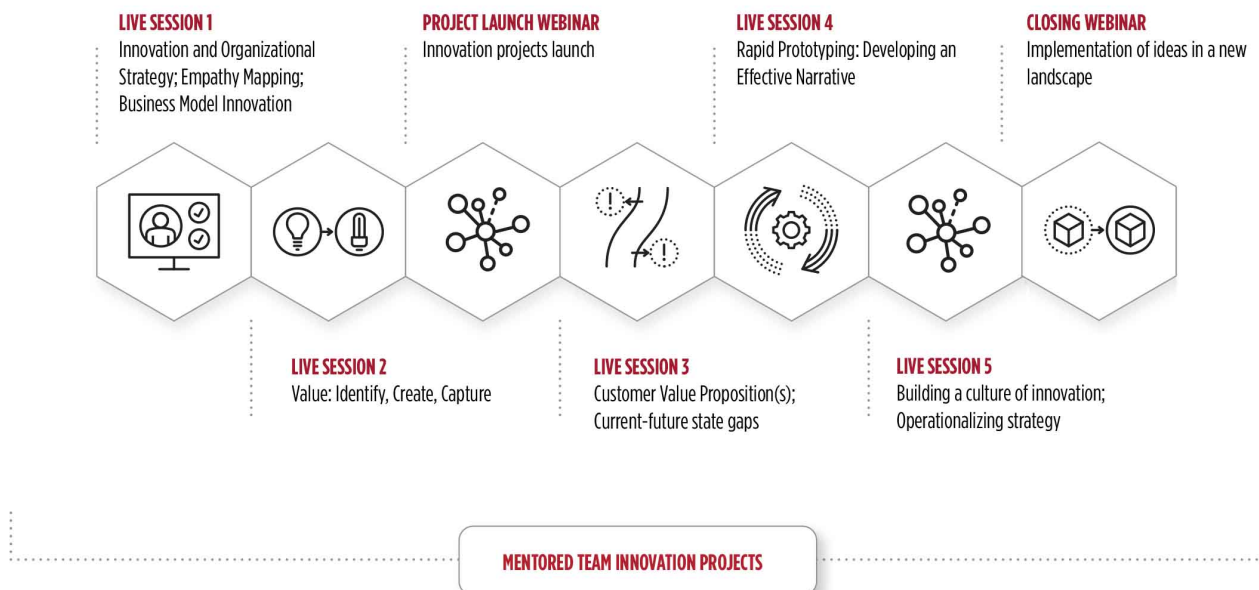 LIVE SESSION 1
Innovation and Organizational
Strategy; Empathy Mapping;
Business Model Innovation
PROJECT LAUNCH WEBINAR
Innovation projects launch
LIVE SESSION 4
Rapid Prototyping: Developing an
Effective Narrative
CLOSING WEBINAR
Implementation of ideas in a new
landscape
LIVE SESSION 2
Value: Identify, Create, Capture
LIVE SESSION 3
Customer Value Proposition(s);
Current-future state gaps
LIVE SESSION 5
Building a culture of innovation;
Operationalizing strategy
MENTORED TEAM INNOVATION PROJECTS